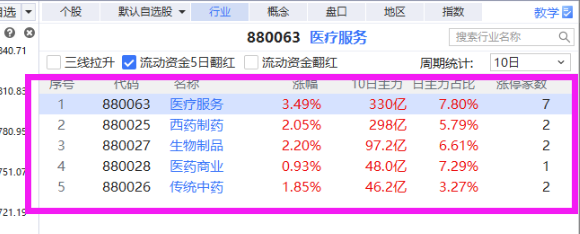 选 个股 默认自选股 行业 概念 盘口 地区 指数 教学
840.71
880063 医疗服务 搜索行业名称
三线拉升 流动资金5日翻红 流动资金翻红 周期统计: 10日
序号 代码 名称 涨幅 10日主力 日主力占比 涨停家数
810.83
1 880063 医疗服务 3.49% 330亿 7.80% 7
2 880025 西药制药 2.05% 298亿 5.79% 2
780.95
3 880027 生物制品 2.20% 97.2亿 6.61% 2
4 880028 医药商业 0.93% 48.0亿 7.29% 1
751.07
5 880026 传统中药 1.85% 46.2亿 3.27% 2
721.19